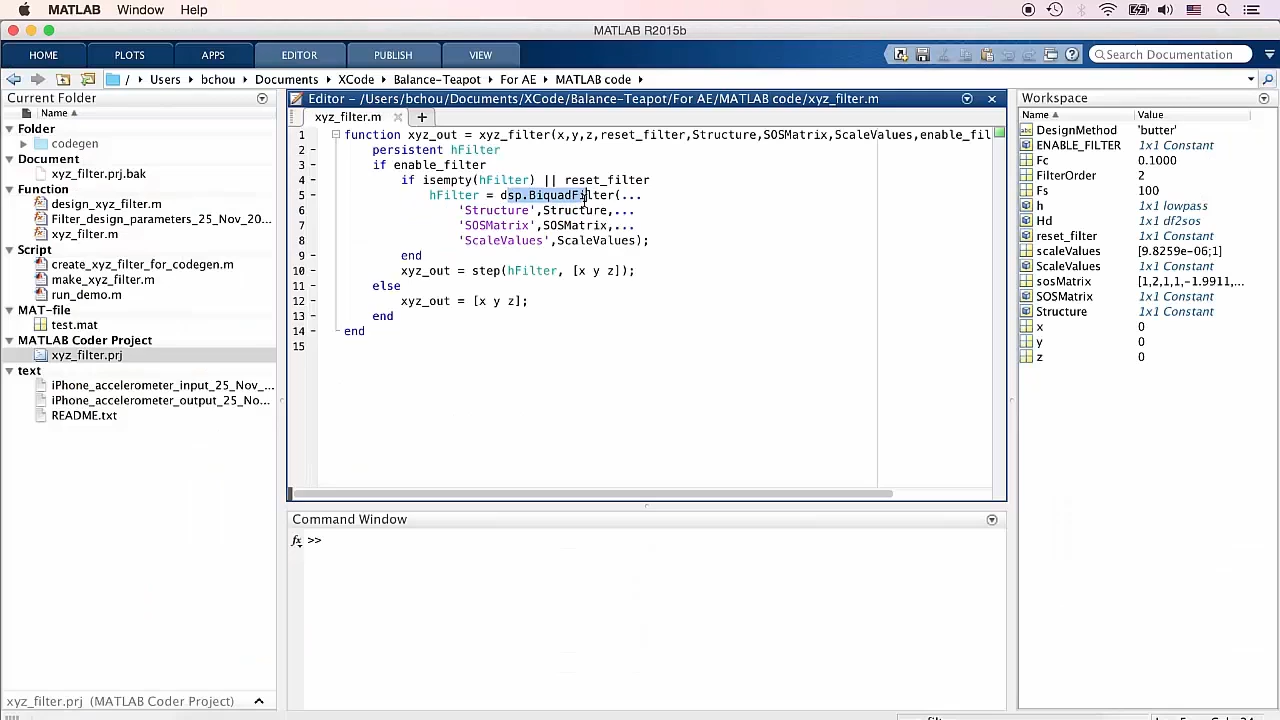 MATLAB Window Help
MATLAB R2015b
HOME PLOTS APPS EDITOR PUBLISH VIEW Search Documentation
/ Users bchou Documents XCode Balance-Teapot For AE MATLAB code
Current Folder
Name
Folder
codegen
Document
xyz_filter.prj.bak
Function
design_xyz_filter.m
Filter_design_parameters_25_Nov_20...
xyz_filter.m
Script
create_xyz_filter_for_codegen.m
make_xyz_filter.m
run_demo.m
MAT-file
test.mat
MATLAB Coder Project
xyz_filter.prj
text
iPhone_accelerometer_input_25_Nov_...
iPhone_accelerometer_output_25_No...
README.txt
xyz_filter.prj (MATLAB Coder Project)
Editor - /Users/bchou/Documents/XCode/Balance-Teapot/For AE/MATLAB code/xyz_filter.m
xyz_filter.m
1 function xyz_out = xyz_filter(x,y,z,reset_filter,Structure,SOSMatrix,ScaleValues,enable_fil
2 persistent hFilter
3 if enable_filter
4 if isempty(hFilter) || reset_filter
5 hFilter = dsp.BiquadFilter(...
6 'Structure',Structure,...
7 'SOSMatrix',SOSMatrix,...
8 'ScaleValues',ScaleValues);
9 end
10 xyz_out = step(hFilter, [x y z]);
11 else
12 xyz_out = [x y z];
13 end
14 end
15
Command Window
fx >>
Workspace
Name Value
DesignMethod 'butter'
ENABLE_FILTER 1x1 Constant
Fc 0.1000
FilterOrder 2
Fs 100
h 1x1 lowpass
Hd 1x1 df2sos
reset_filter 1x1 Constant
scaleValues [9.8259e-06;1]
ScaleValues 1x1 Constant
sosMatrix [1,2,1,1,-1.9911,...
SOSMatrix 1x1 Constant
Structure 1x1 Constant
x 0
y 0
z 0